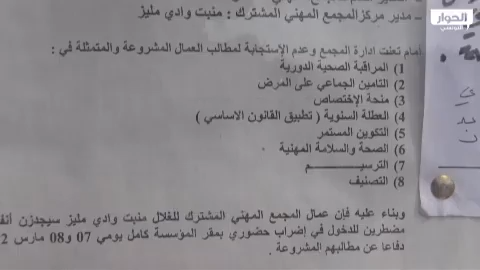 الحوار
التونسي
– مدير مركز المجمع المهني المشترك : منبت وادي مليز
أمام تعنت ادارة المجمع وعدم الإستجابة لمطالب العمال المشروعة والمتمثلة في :
1) المراقبة الصحية الدورية
2) التامين الجماعي على المرض
3) منحة الإختصاص
4) العطلة السنوية ( تطبيق القانون الاساسي )
5) التكوين المستمر
6) الصحة والسلامة المهنية
7) الترسيـــــــــــم
8) التصنيف
وبناء عليه فإن عمال المجمع المهني المشترك للغلال منبت وادي مليز سيجدزن
مضطرين للدخول في إضراب حضوري بمقر المؤسسة كامل يومي 07 و08 مارس
دفاعا عن مطالبهم المشروعة .